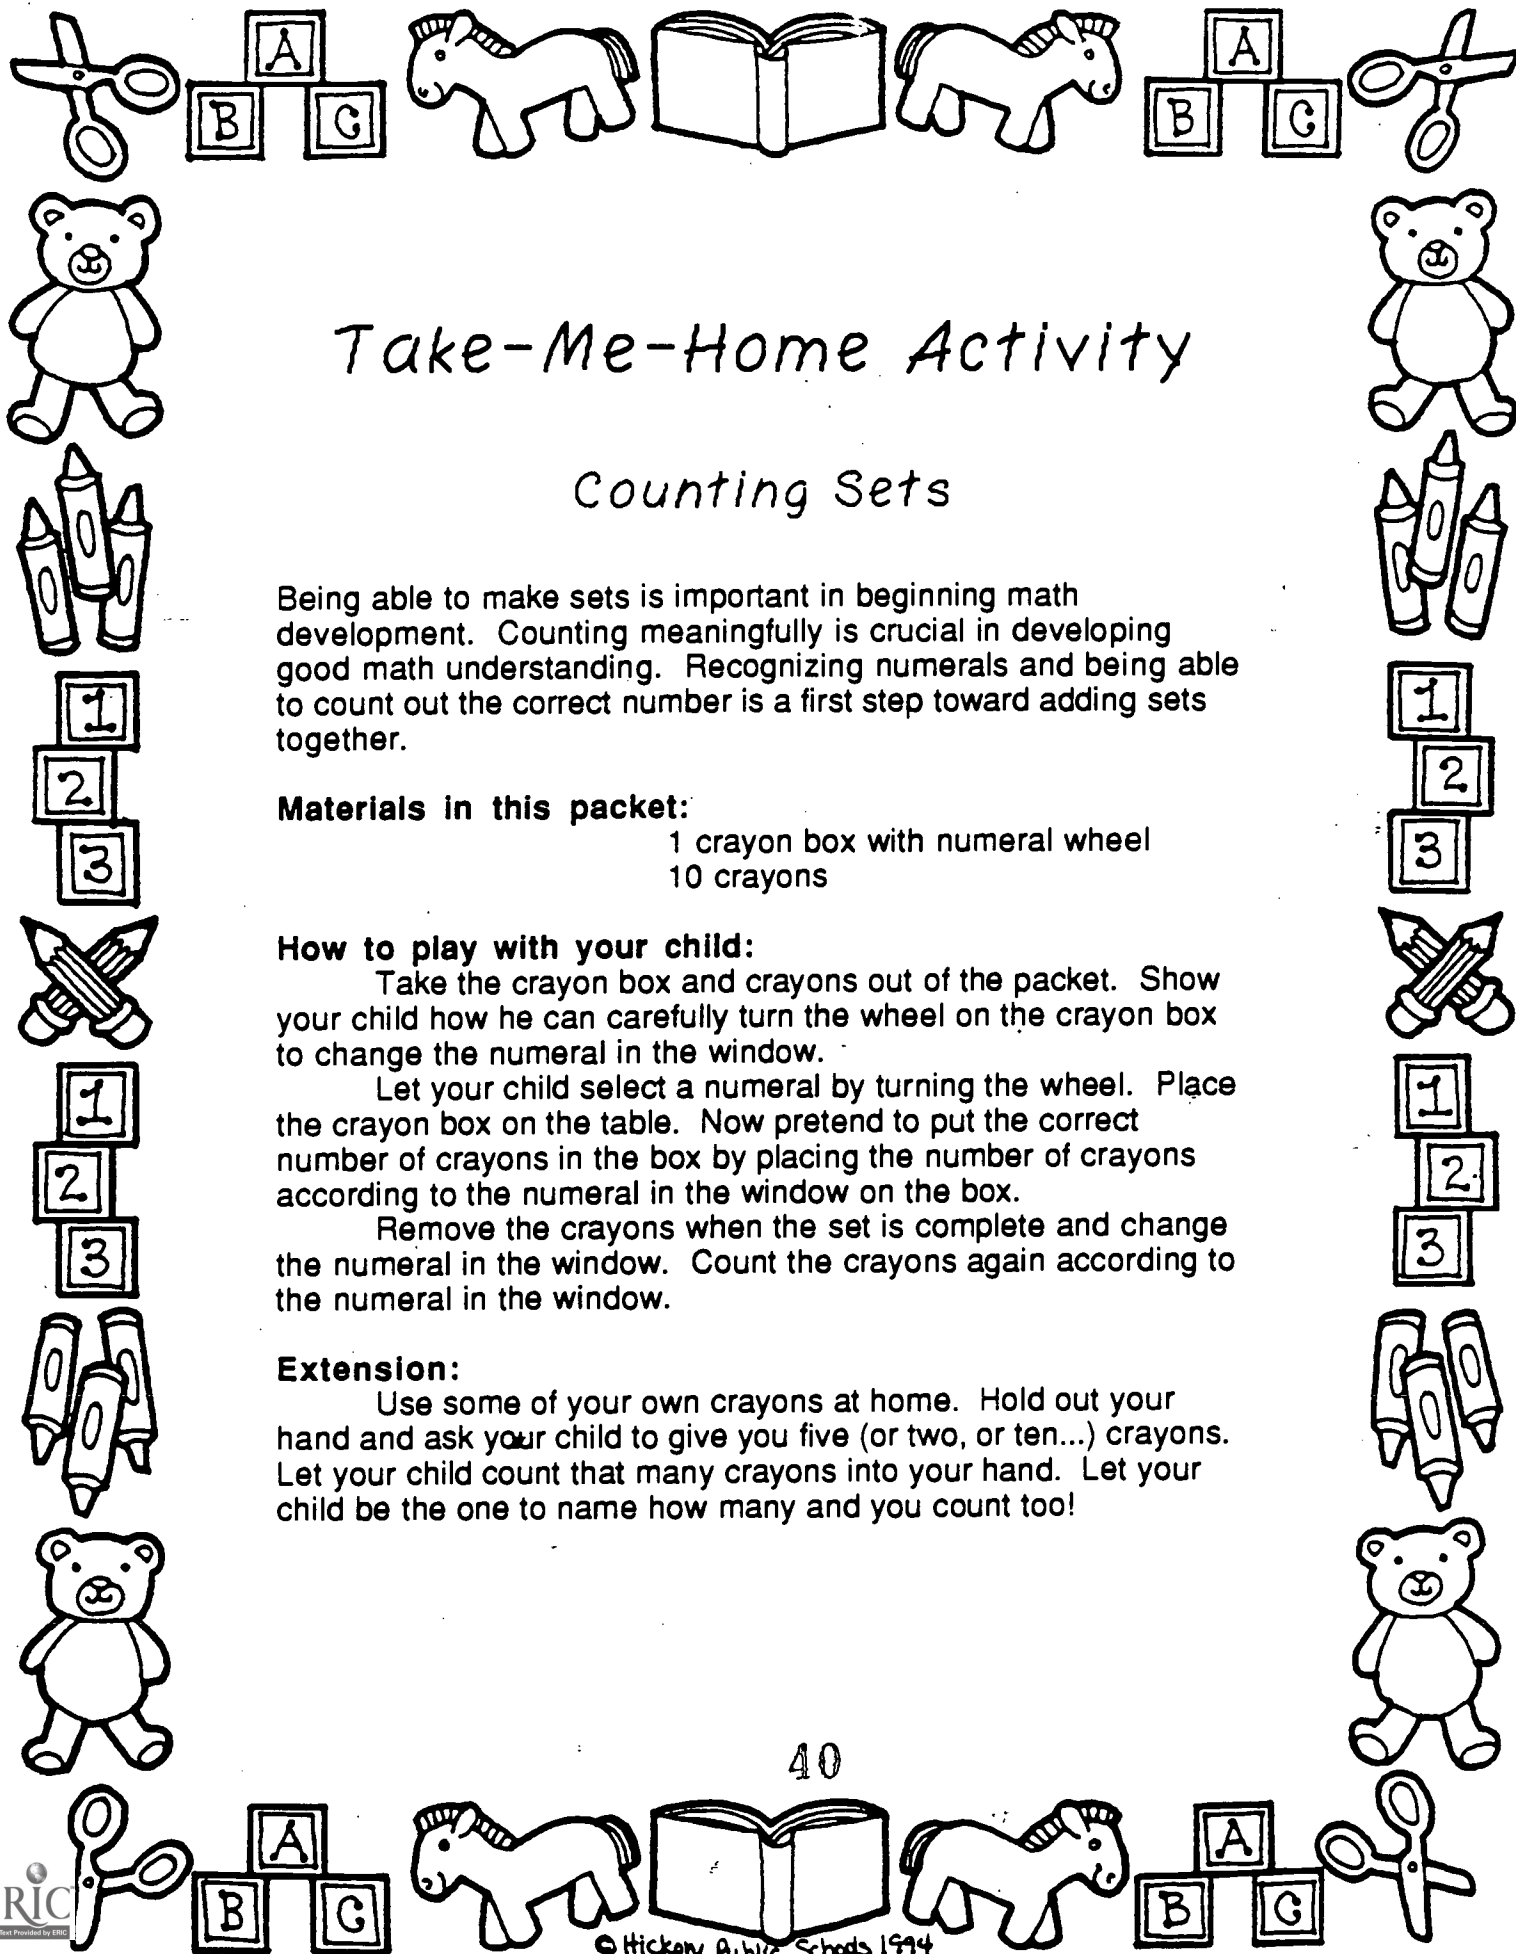 A
B C
A
B C
Take-Me-Home Activity
Counting Sets
Being able to make sets is important in beginning math
development. Counting meaningfully is crucial in developing
good math understanding. Recognizing numerals and being able
to count out the correct number is a first step toward adding sets
together.
Materials in this packet:
1 crayon box with numeral wheel
10 crayons
How to play with your child:
Take the crayon box and crayons out of the packet. Show
your child how he can carefully turn the wheel on the crayon box
to change the numeral in the window.
Let your child select a numeral by turning the wheel. Place
the crayon box on the table. Now pretend to put the correct
number of crayons in the box by placing the number of crayons
according to the numeral in the window on the box.
Remove the crayons when the set is complete and change
the numeral in the window. Count the crayons again according to
the numeral in the window.
Extension:
Use some of your own crayons at home. Hold out your
hand and ask your child to give you five (or two, or ten...) crayons.
Let your child count that many crayons into your hand. Let your
child be the one to name how many and you count too!
1
2
3
1
2
3
1
2
3
1
2
3
40
A
B C
A
B C
RIC
Text Provided by ERIC
© Hickory Public Schools 1994